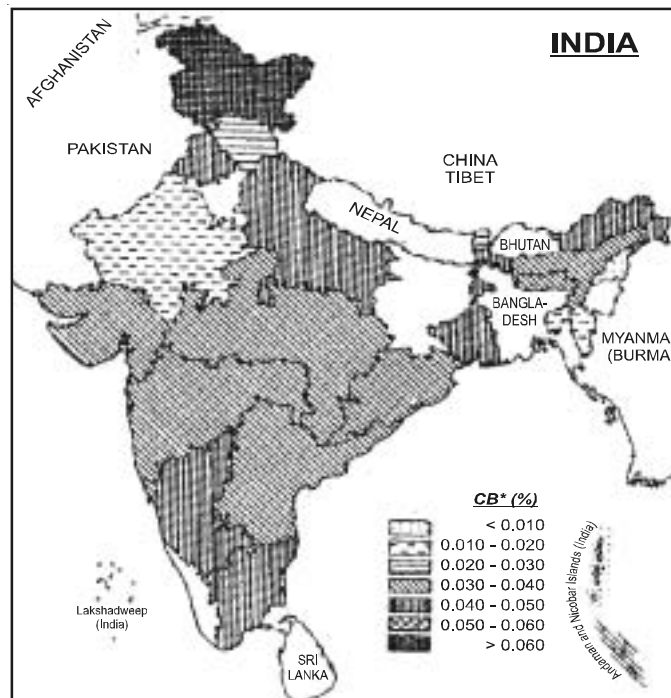 INDIA
AFGHANISTAN
PAKISTAN
CHINA
TIBET
NEPAL
BHUTAN
BANGLA-
DESH
MYANMA
(BURMA
CB* (%)
< 0.010
0.010 - 0.020
0.020 - 0.030
0.030 - 0.040
0.040 - 0.050
0.050 - 0.060
> 0.060
Lakshadweep
(India)
SRI
LANKA
Andaman and Nicobar Islands (India)